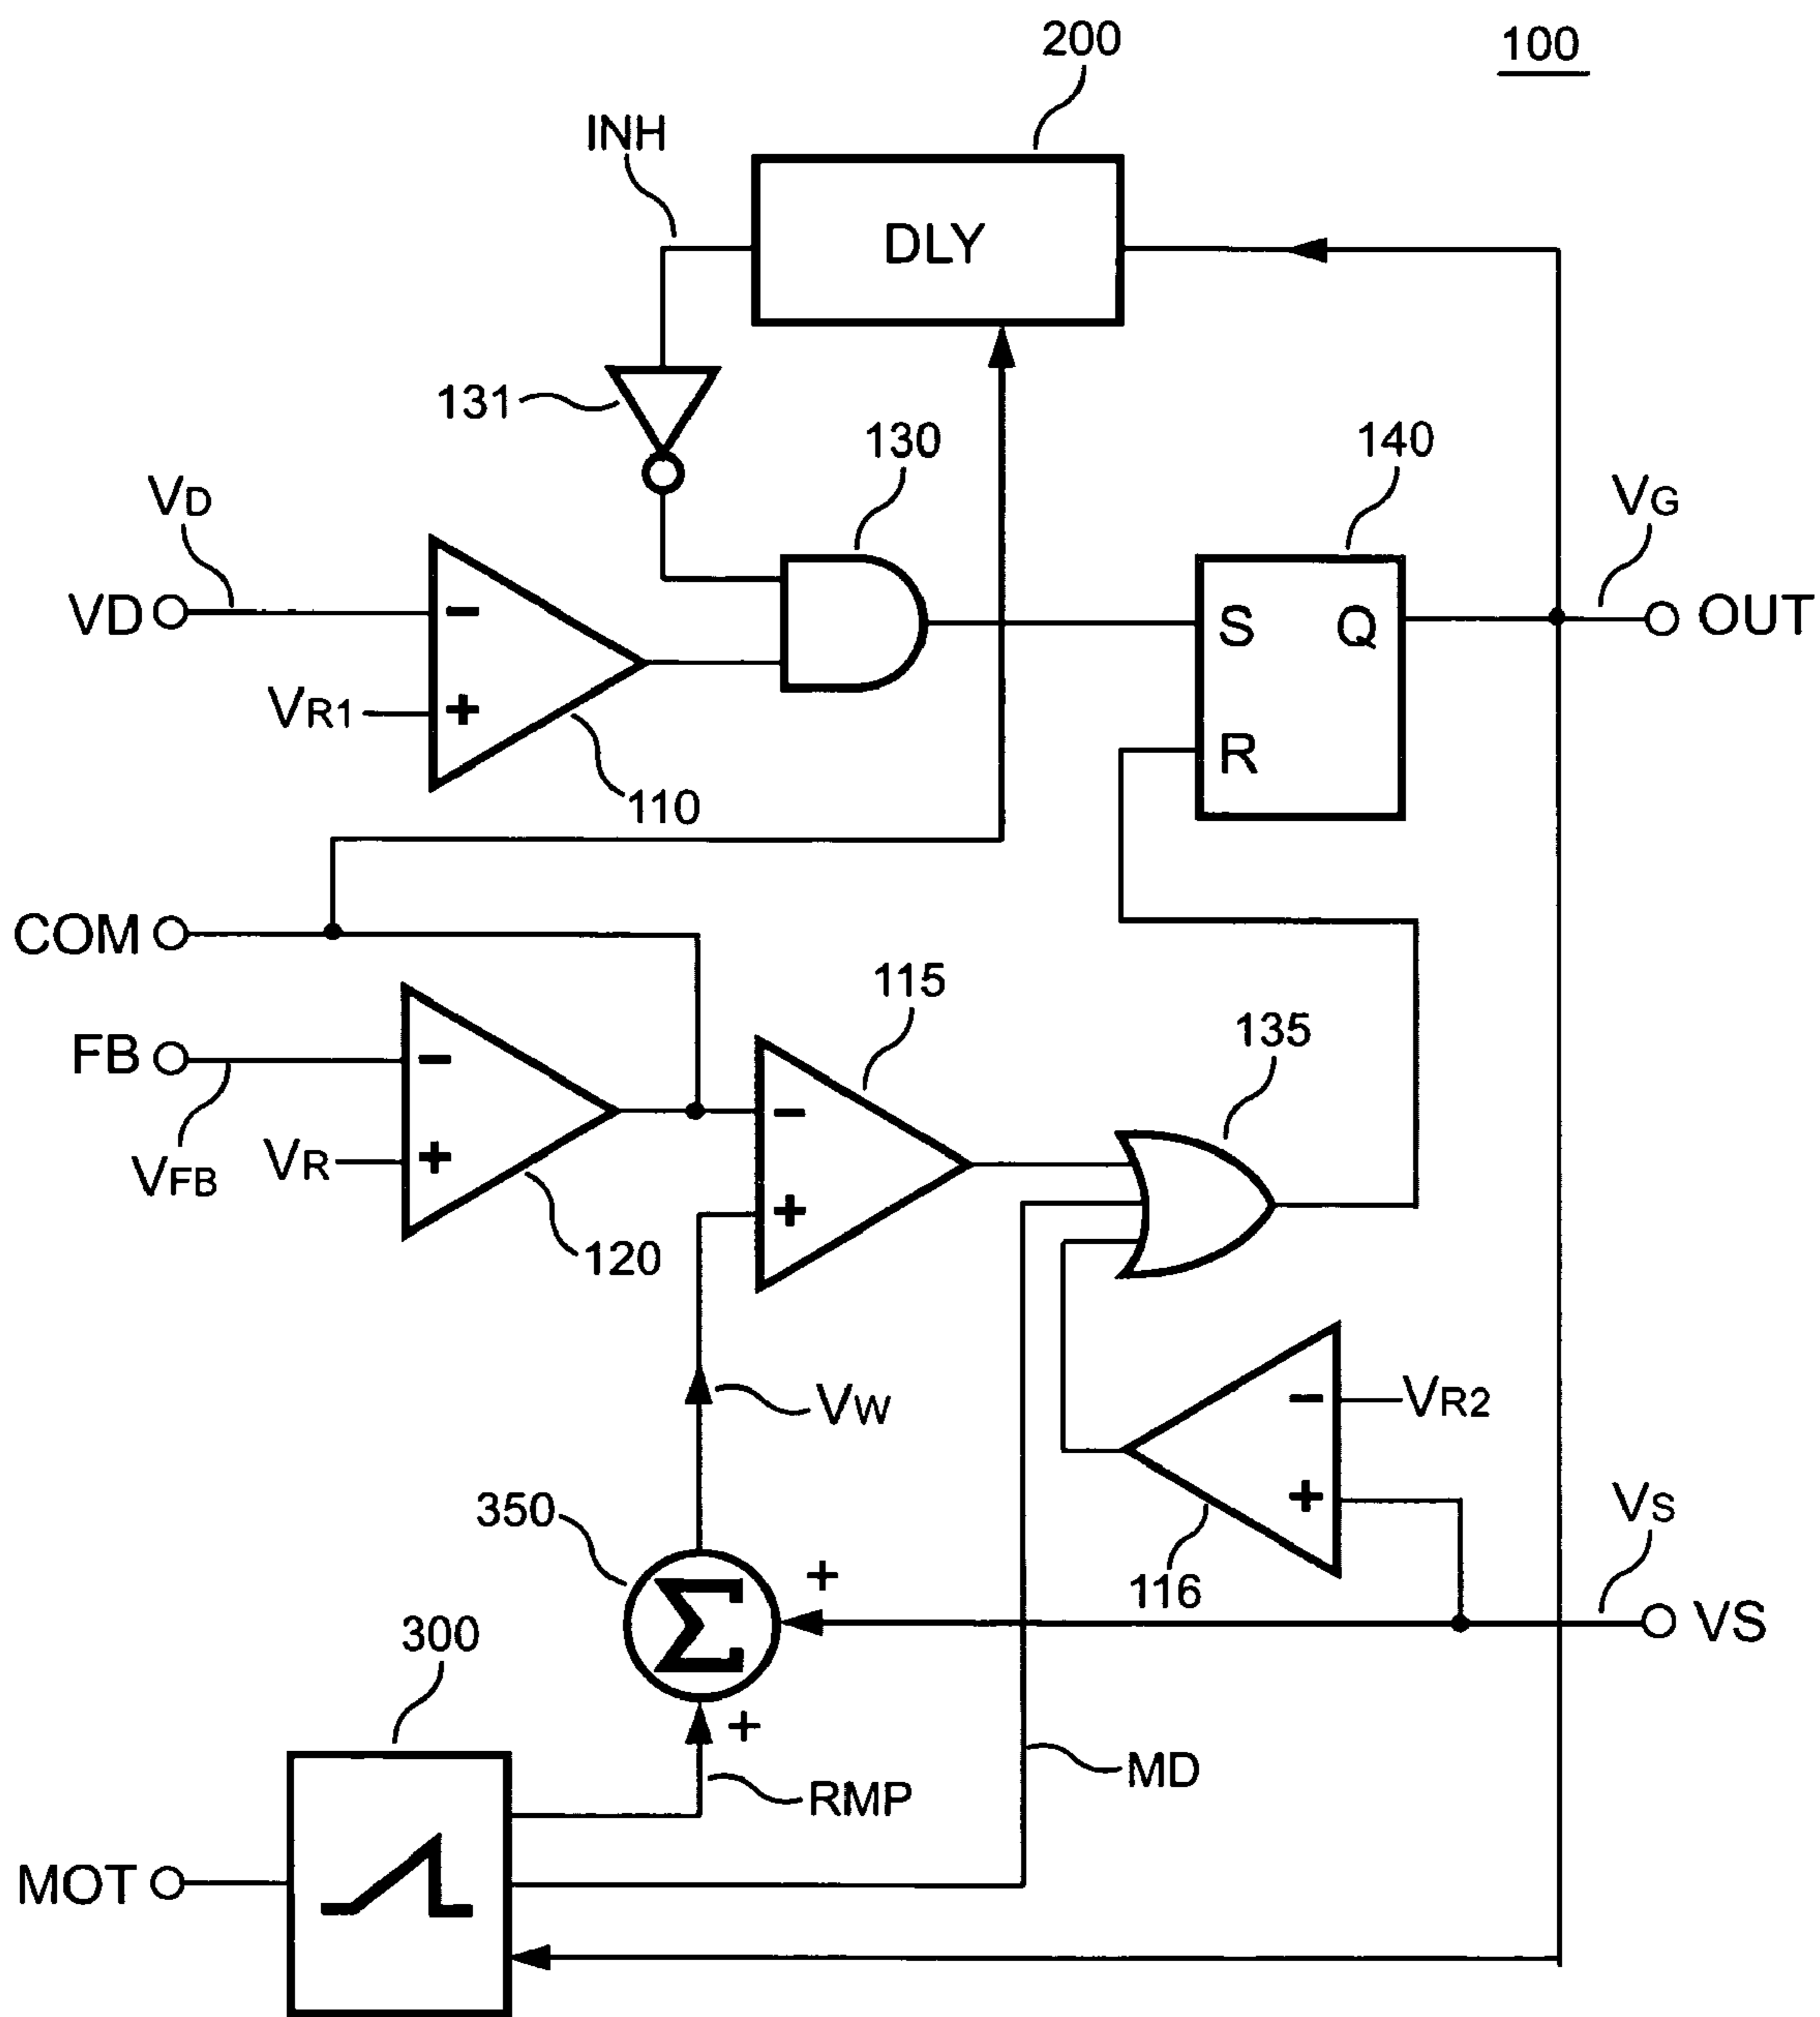 200
100
INH
DLY
131
130
140
VD
VG
VD
-
S
Q
OUT
VR1
+
R
110
COM
115
FB
-
-
135
VFB
VR
+
+
120
VW
-
VR2
350
+
+
116
VS
Σ
VS
300
+
MD
RMP
MOT